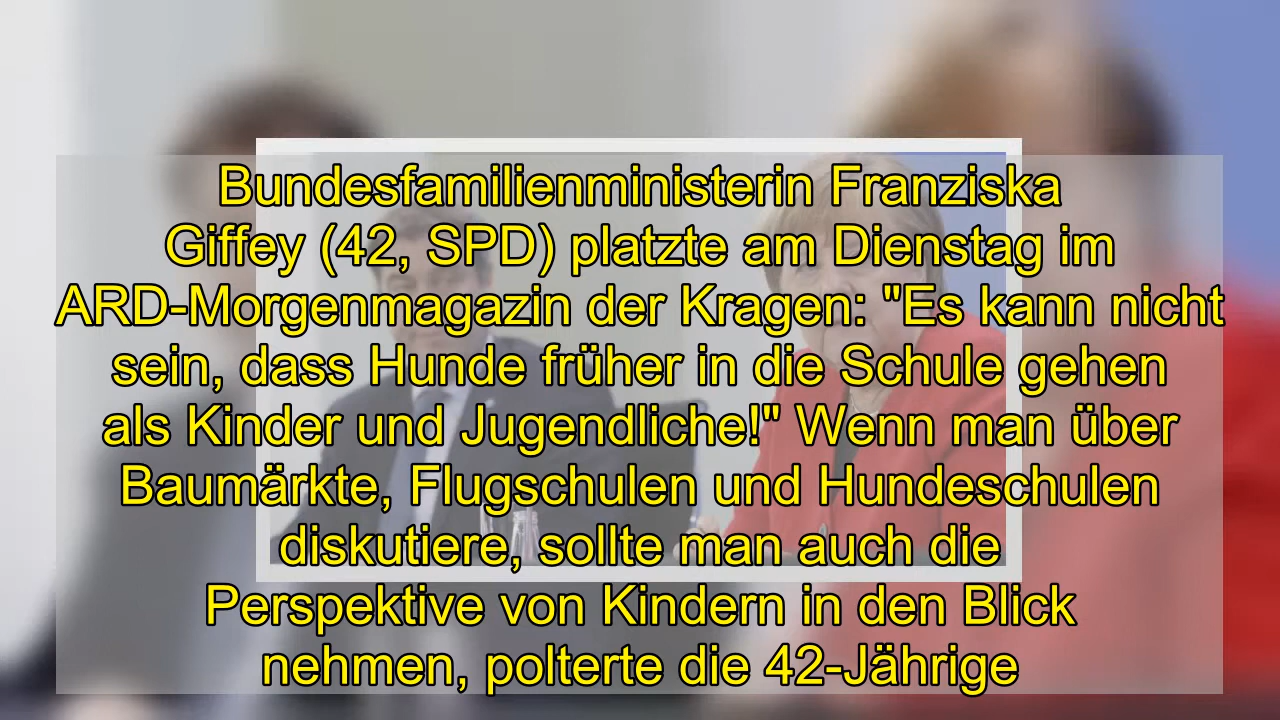 Bundesfamilienministerin Franziska
Giffey (42, SPD) platzte am Dienstag im
ARD-Morgenmagazin der Kragen: "Es kann nicht
sein, dass Hunde früher in die Schule gehen
als Kinder und Jugendliche!" Wenn man über
Baumärkte, Flugschulen und Hundeschulen
diskutiere, sollte man auch die
Perspektive von Kindern in den Blick
nehmen, polterte die 42-Jährige